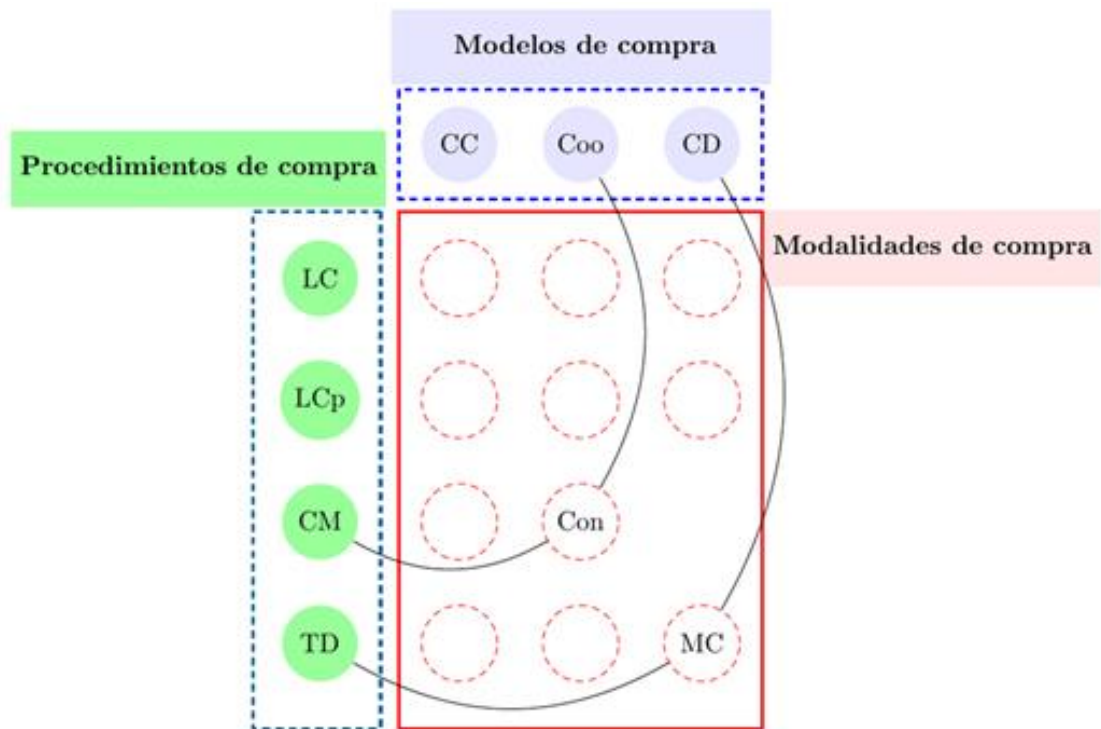 Modelos de compra
CC Coo CD
Procedimientos de compra
Modalidades de compra
LC
LCp
CM Con
TD MC